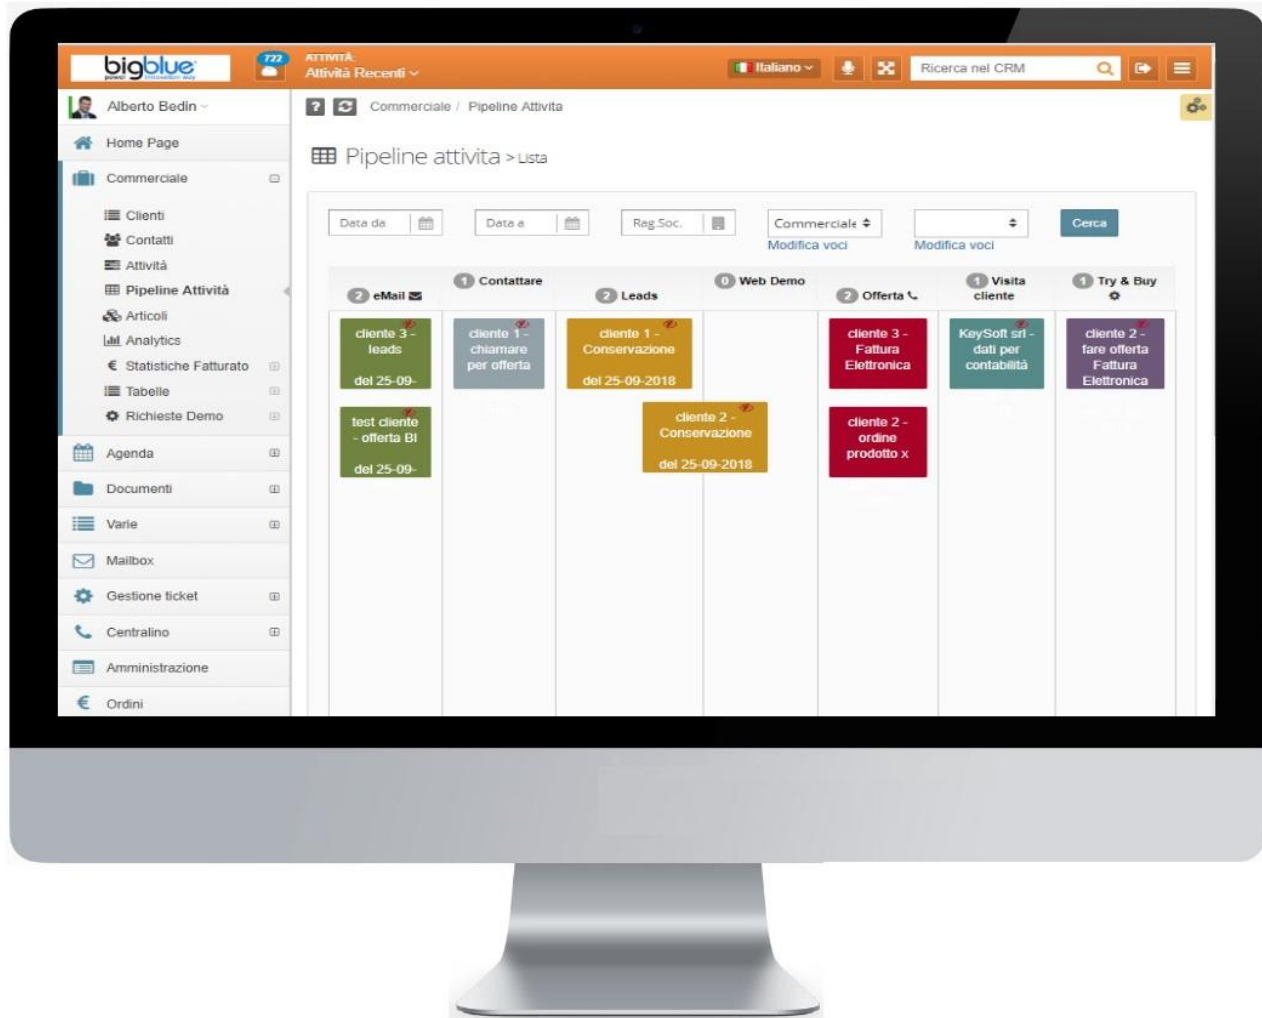 bigblue
power innovation way
722
ATTIVITÀ:
Attività Recenti
Italiano
Ricerca nel CRM
Alberto Bedin
? Commerciale / Pipeline Attivita
Home Page
Commerciale
Clienti
Contatti
Attività
Pipeline Attività
Articoli
Analytics
€ Statistiche Fatturato
Tabelle
Richieste Demo
Agenda
Documenti
Varie
Mailbox
Gestione ticket
Centralino
Amministrazione
€ Ordini
Pipeline attivita > Lista
Data da
Data a
Rag.Soc.
Commerciale
Modifica voci
Modifica voci
Cerca
2 eMail
1 Contattare
2 Leads
0 Web Demo
2 Offerta
1 Visita
cliente
1 Try & Buy
cliente 3 -
leads
del 25-09-
test cliente
- offerta BI
del 25-09-
cliente 1 -
chiamare
per offerta
cliente 1 -
Conservazione
del 25-09-2018
cliente 2 -
Conservazione
del 25-09-2018
cliente 3 -
Fattura
Elettronica
cliente 2 -
ordine
prodotto x
KeySoft srl -
dati per
contabilità
cliente 2 -
fare offerta
Fattura
Elettronica